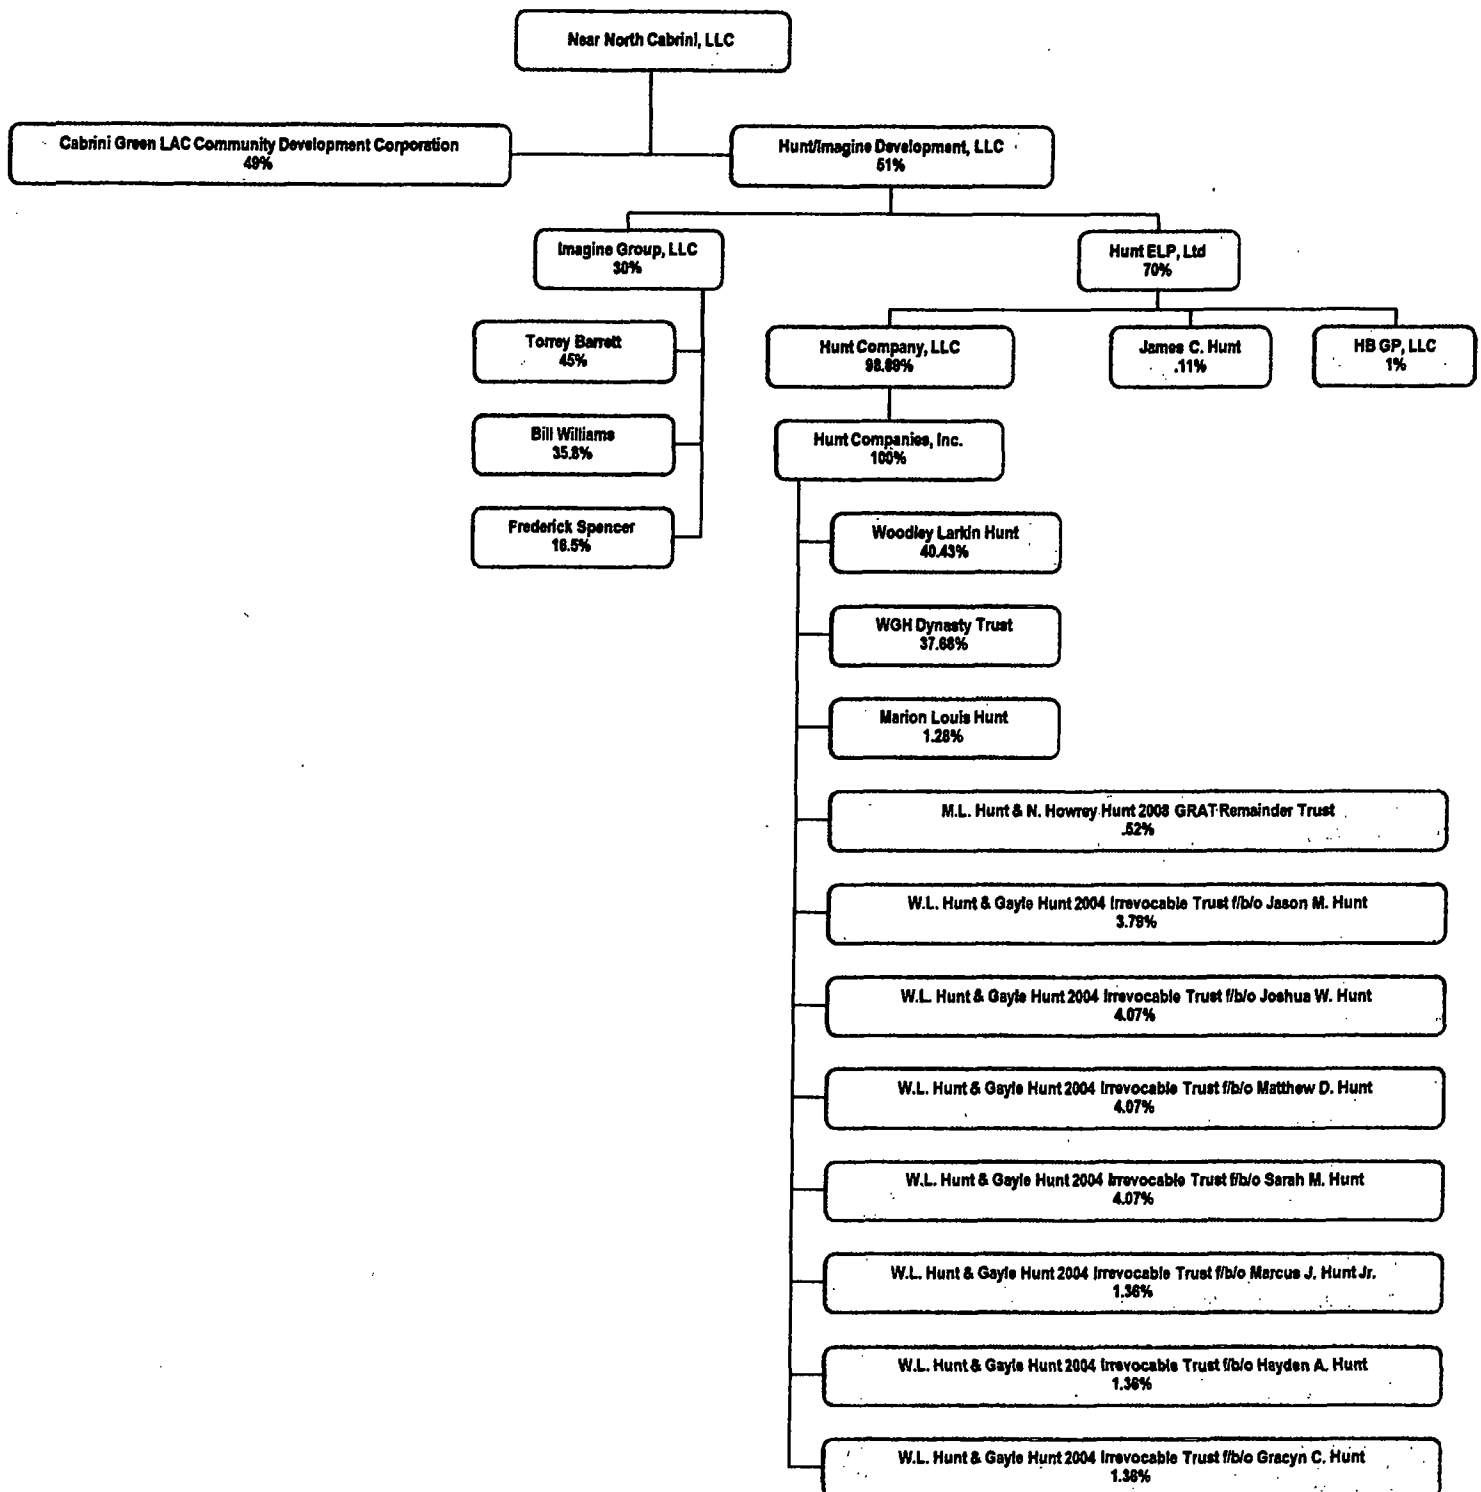 Near North Cabrini, LLC
Cabrini Green LAC Community Development Corporation
49%
Hunt/Imagine Development, LLC
51%
Imagine Group, LLC
30%
Hunt ELP, Ltd
70%
Torrey Barrett
45%
Bill Williams
35.8%
Frederick Spencer
18.5%
Hunt Company, LLC
98.89%
James C. Hunt
.11%
HB GP, LLC
1%
Hunt Companies, Inc.
100%
Woodley Larkin Hunt
40.43%
WGH Dynasty Trust
37.68%
Marion Louis Hunt
1.28%
M.L. Hunt & N. Howrey Hunt 2008 GRAT Remainder Trust
.52%
W.L. Hunt & Gayle Hunt 2004 Irrevocable Trust f/b/o Jason M. Hunt
3.79%
W.L. Hunt & Gayle Hunt 2004 Irrevocable Trust f/b/o Joshua W. Hunt
4.07%
W.L. Hunt & Gayle Hunt 2004 Irrevocable Trust f/b/o Matthew D. Hunt
4.07%
W.L. Hunt & Gayle Hunt 2004 Irrevocable Trust f/b/o Sarah M. Hunt
4.07%
W.L. Hunt & Gayle Hunt 2004 Irrevocable Trust f/b/o Marcus J. Hunt Jr.
1.36%
W.L. Hunt & Gayle Hunt 2004 Irrevocable Trust f/b/o Hayden A. Hunt
1.36%
W.L. Hunt & Gayle Hunt 2004 Irrevocable Trust f/b/o Gracyn C. Hunt
1.36%